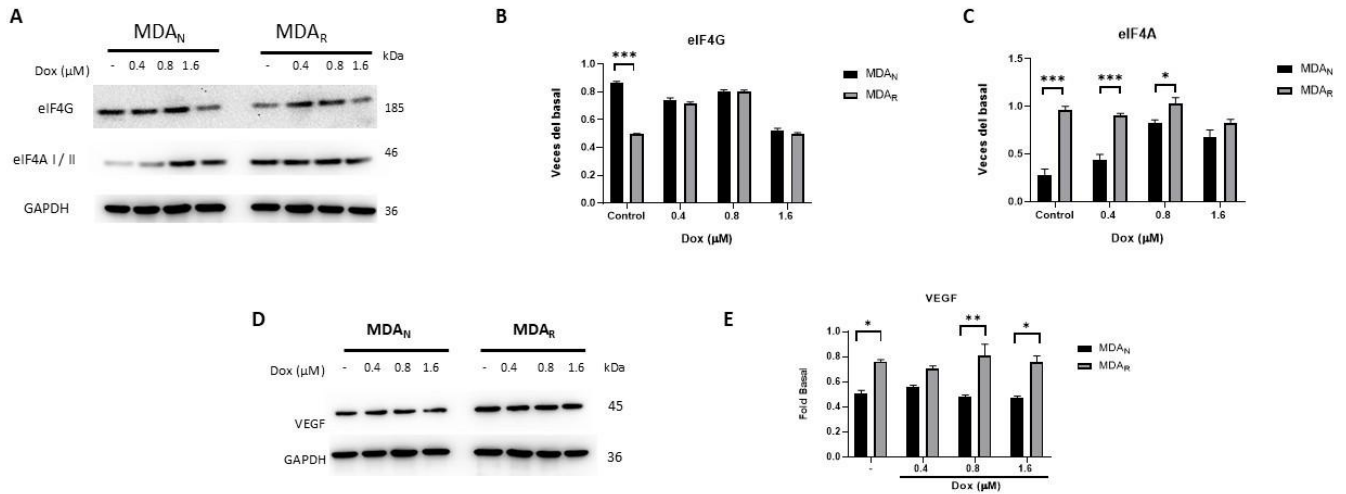 A
MDAN MDAR
Dox (µM) - 0.4 0.8 1.6 - 0.4 0.8 1.6 kDa
eIF4G 185
eIF4A I / II 46
GAPDH 36
B
eIF4G
***
Veces del basal
1.0
0.8
0.6
0.4
0.2
0.0
Control 0.4 0.8 1.6
Dox (µM)
MDAN
MDAR
C
eIF4A
*** *** *
Veces del basal
1.5
1.0
0.5
0.0
Control 0.4 0.8 1.6
Dox (µM)
MDAN
MDAR
D
MDAN MDAR
Dox (µM) - 0.4 0.8 1.6 - 0.4 0.8 1.6 kDa
VEGF 45
GAPDH 36
E
VEGF
* ** *
Fold Basal
1.0
0.8
0.6
0.4
0.2
0.0
- 0.4 0.8 1.6
Dox (µM)
MDAN
MDAR